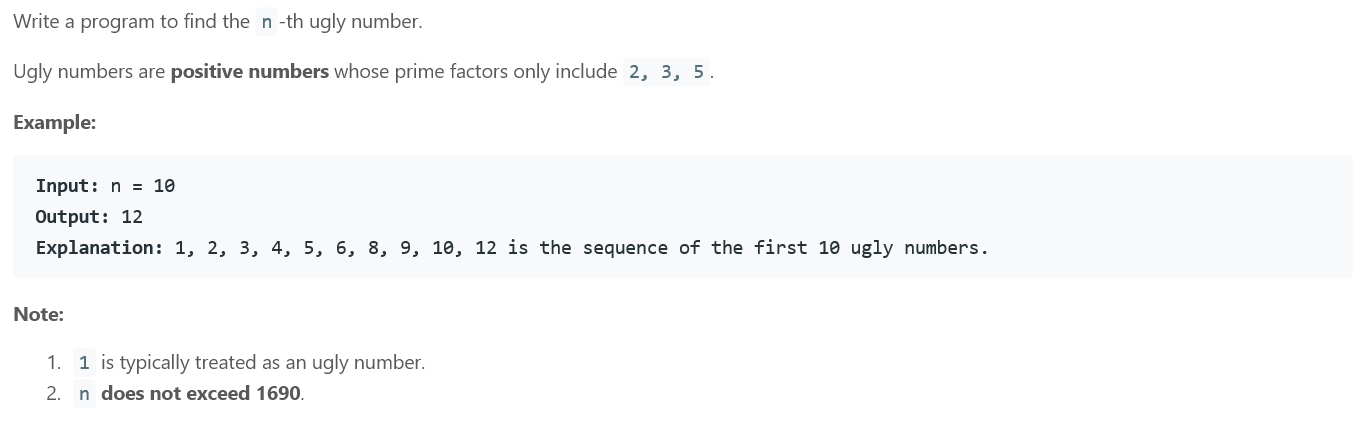 Write a program to find the n -th ugly number.
Ugly numbers are positive numbers whose prime factors only include 2, 3, 5.
Example:
Input: n = 10
Output: 12
Explanation: 1, 2, 3, 4, 5, 6, 8, 9, 10, 12 is the sequence of the first 10 ugly numbers.
Note:
1. 1 is typically treated as an ugly number.
2. n does not exceed 1690.